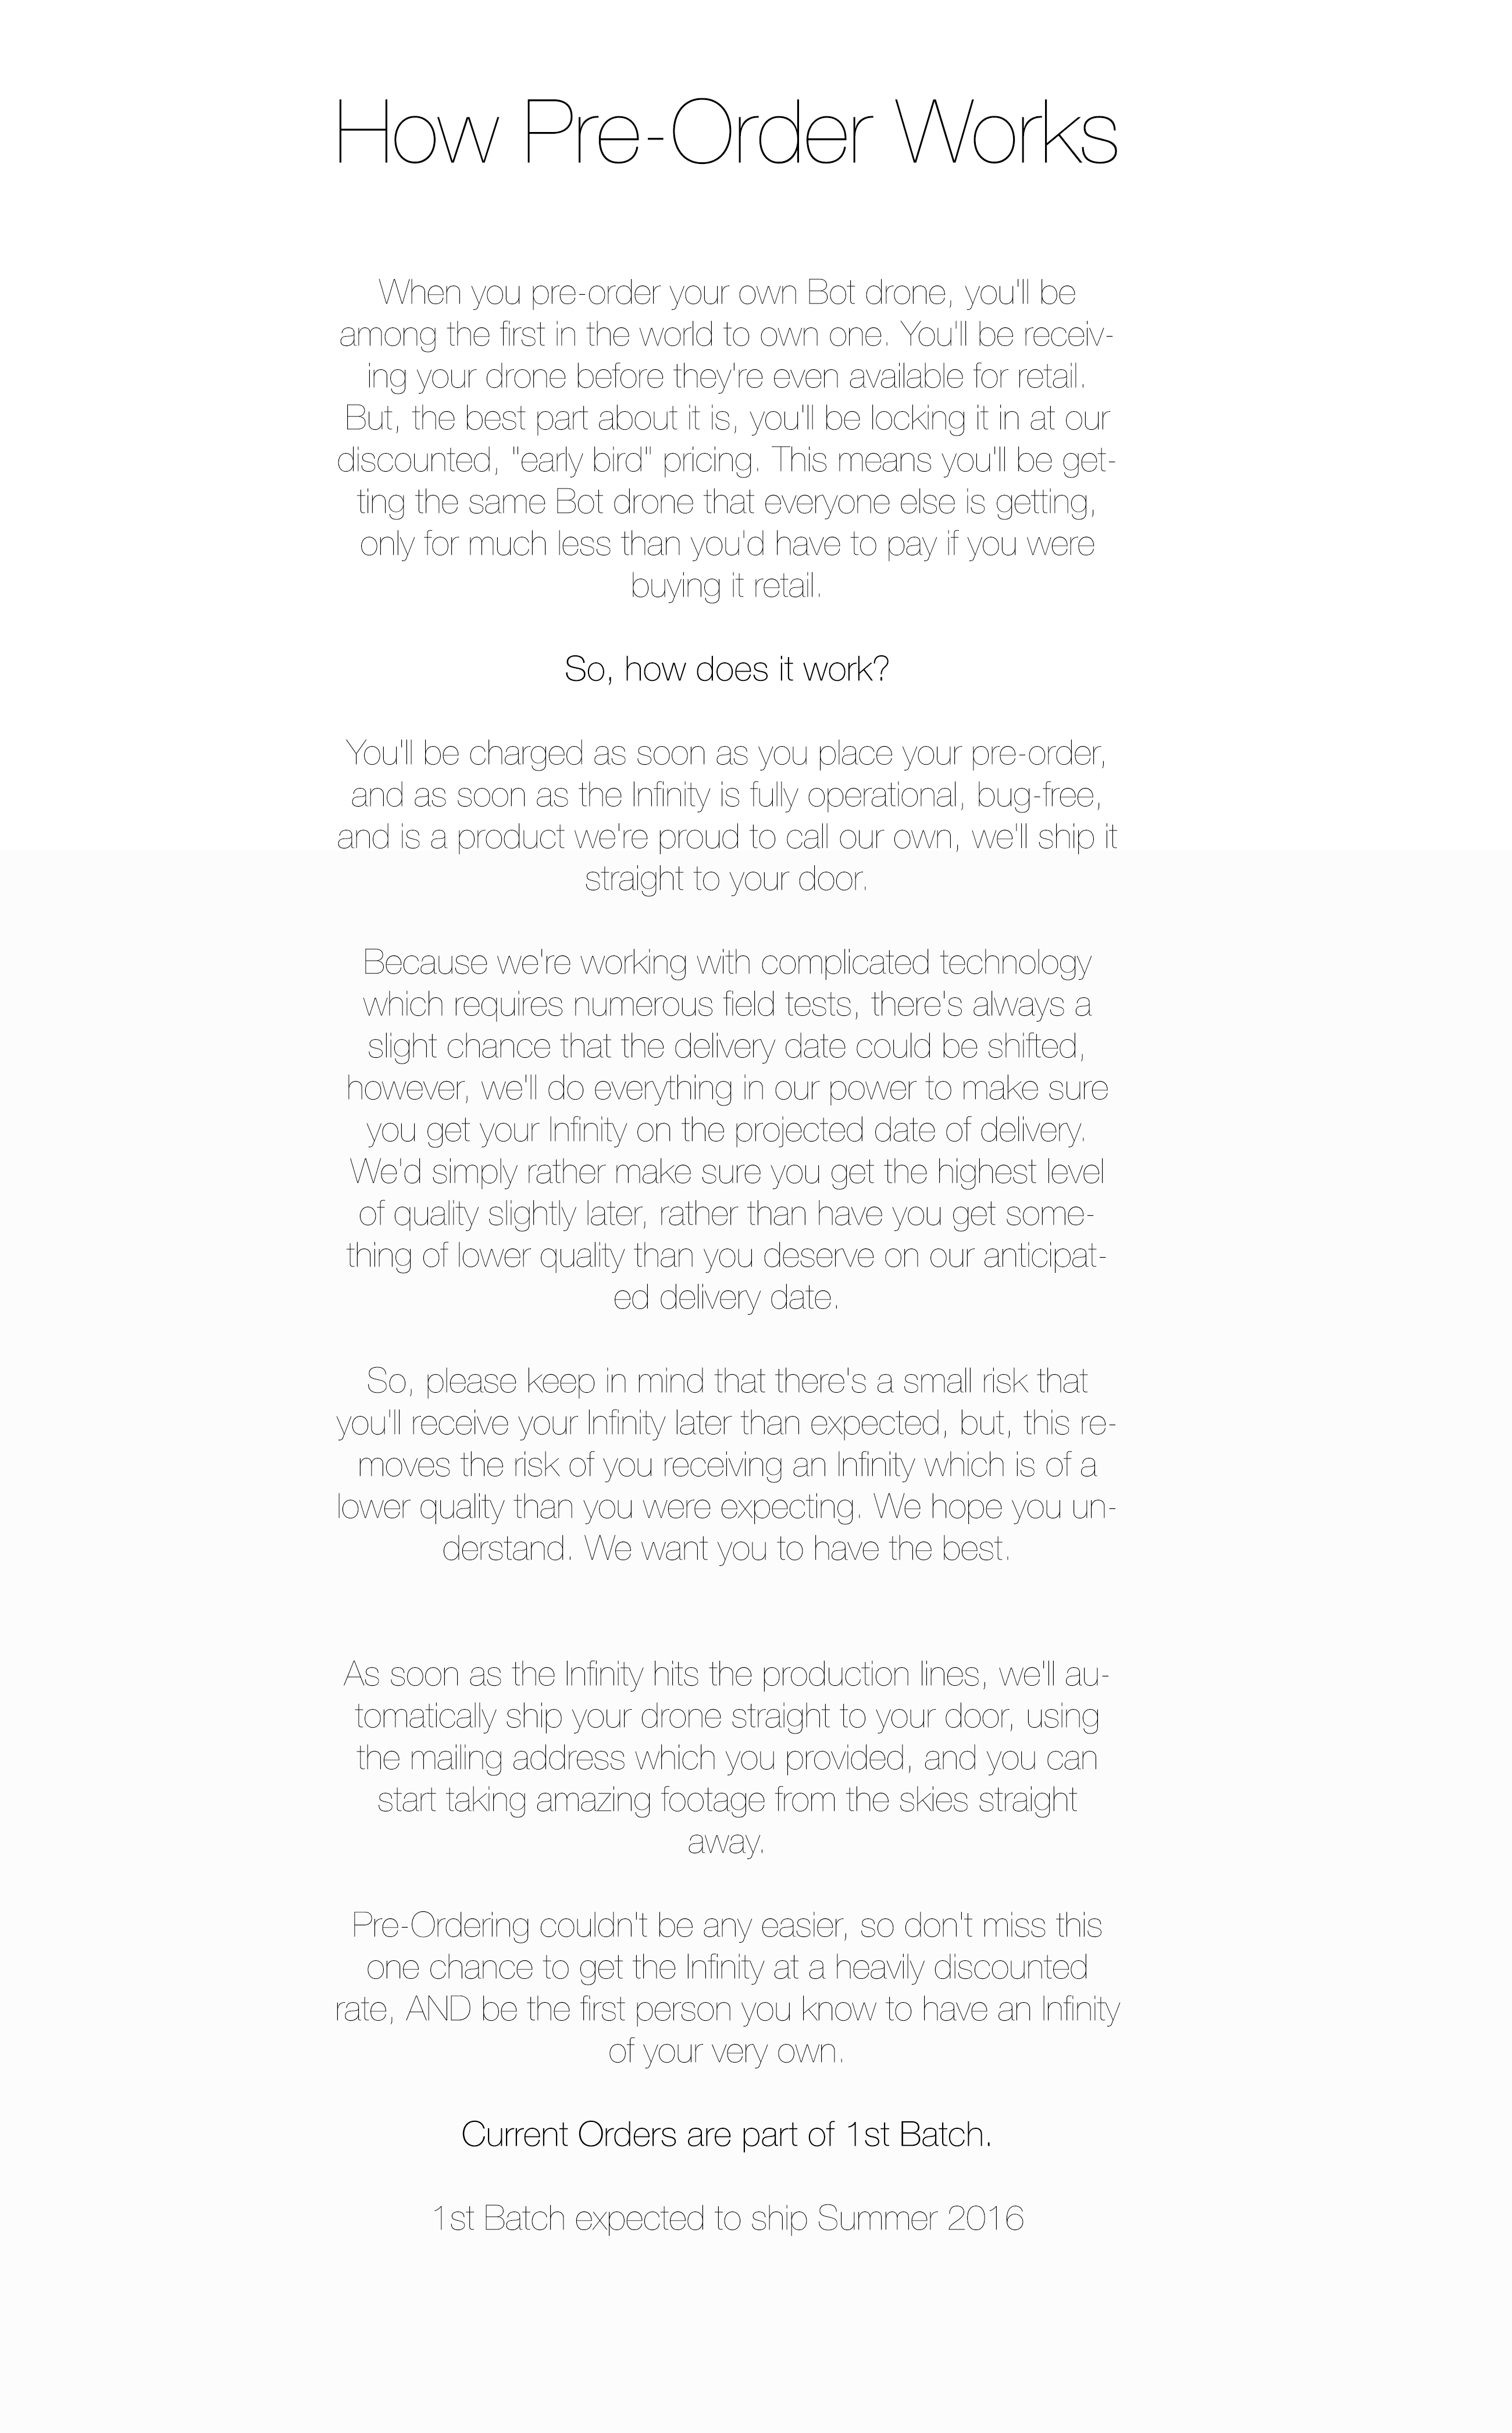 How Pre-Order Works
When you pre-order your own Bot drone, you'll be
among the first in the world to own one. You'll be receiv-
ing your drone before they're even available for retail.
But, the best part about it is, you'll be locking it in at our
discounted, "early bird" pricing. This means you'll be get-
ting the same Bot drone that everyone else is getting,
only for much less than you'd have to pay if you were
buying it retail.
So, how does it work?
You'll be charged as soon as you place your pre-order,
and as soon as the Infinity is fully operational, bug-free,
and is a product we're proud to call our own, we'll ship it
straight to your door.
Because we're working with complicated technology
which requires numerous field tests, there's always a
slight chance that the delivery date could be shifted,
however, we'll do everything in our power to make sure
you get your Infinity on the projected date of delivery.
We'd simply rather make sure you get the highest level
of quality slightly later, rather than have you get some-
thing of lower quality than you deserve on our anticipat-
ed delivery date.
So, please keep in mind that there's a small risk that
you'll receive your Infinity later than expected, but, this re-
moves the risk of you receiving an Infinity which is of a
lower quality than you were expecting. We hope you un-
derstand. We want you to have the best.
As soon as the Infinity hits the production lines, we'll au-
tomatically ship your drone straight to your door, using
the mailing address which you provided, and you can
start taking amazing footage from the skies straight
away.
Pre-Ordering couldn't be any easier, so don't miss this
one chance to get the Infinity at a heavily discounted
rate, AND be the first person you know to have an Infinity
of your very own.
Current Orders are part of 1st Batch.
1st Batch expected to ship Summer 2016